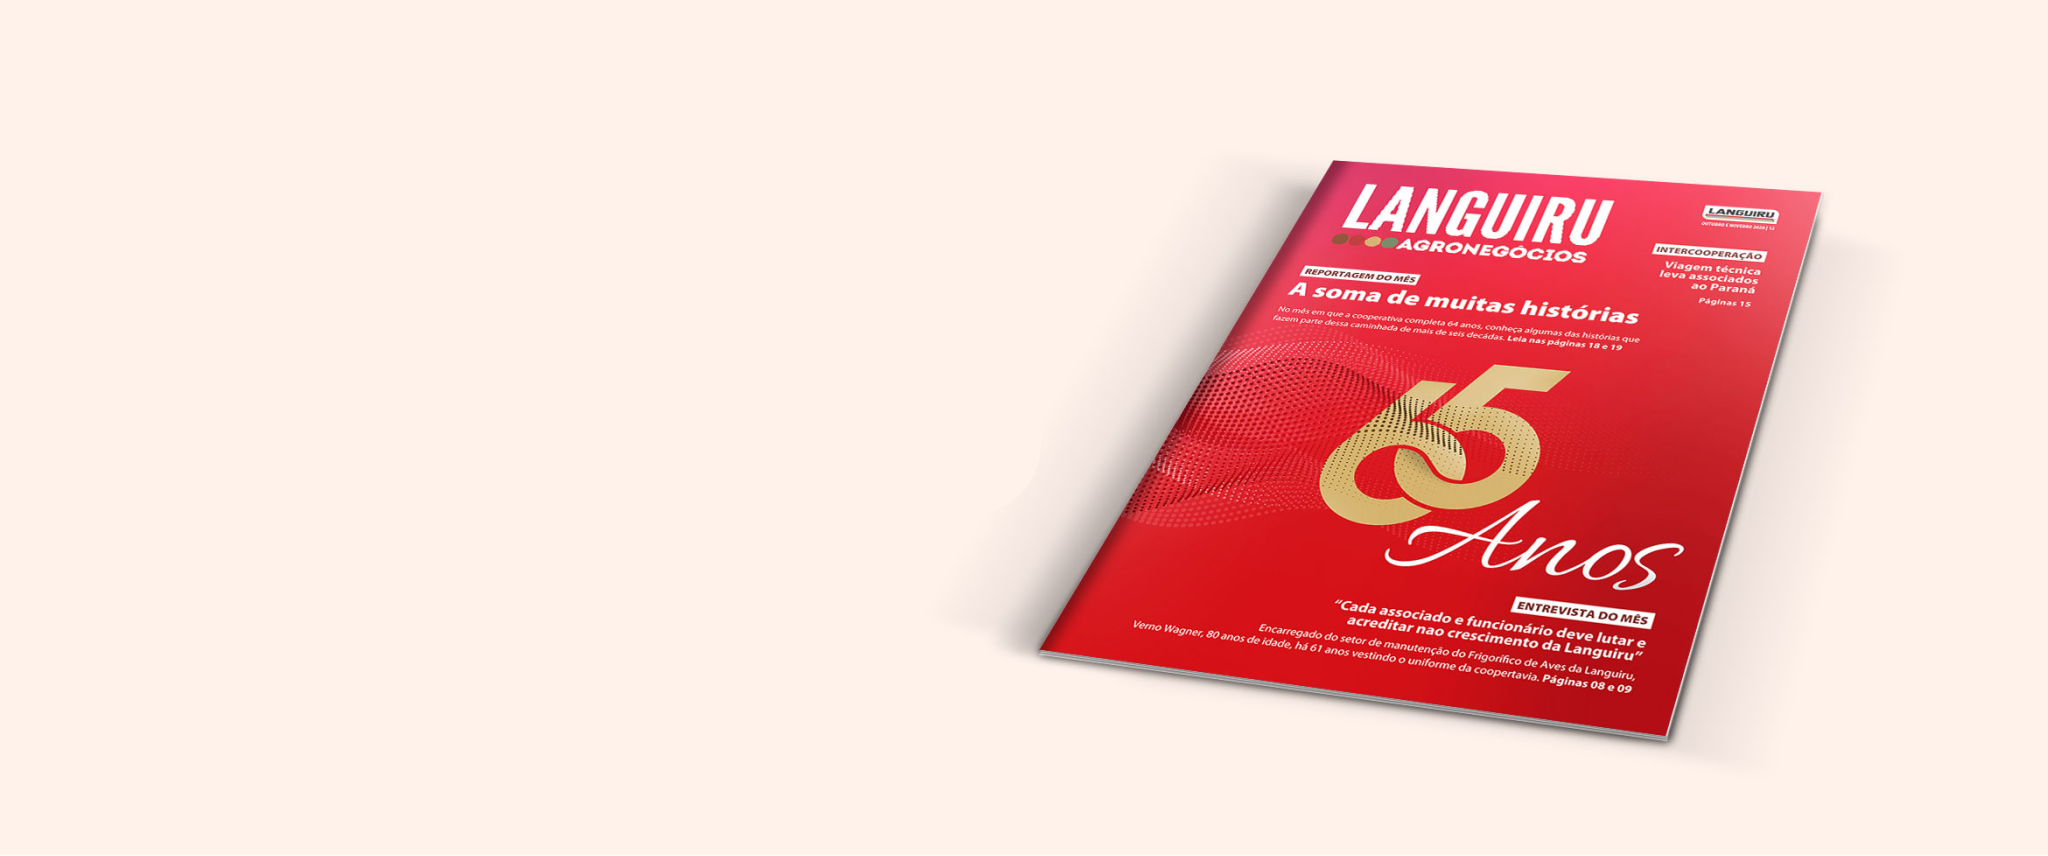 LANGUIRU
AGRONEGÓCIOS
LANGUIRU
INTERCOOPERAÇÃO
Viagem técnica
leva associados
ao Paraná
Páginas 15
REPORTAGEM DO MÊS
A soma de muitas histórias
No mês em que a cooperativa completa 64 anos, conheça algumas das histórias que
fazem parte dessa caminhada de mais de seis decádas. Leia nas páginas 18 e 19
65
Anos
ENTREVISTA DO MÊS
“Cada associado e funcionário deve lutar e
acreditar nao crescimento da Languiru”
Encarregado do setor de manutenção do Frigorífico de Aves da Languiru,
Verno Wagner, 80 anos de idade, há 61 anos vestindo o uniforme da coopertavia. Páginas 08 e 09